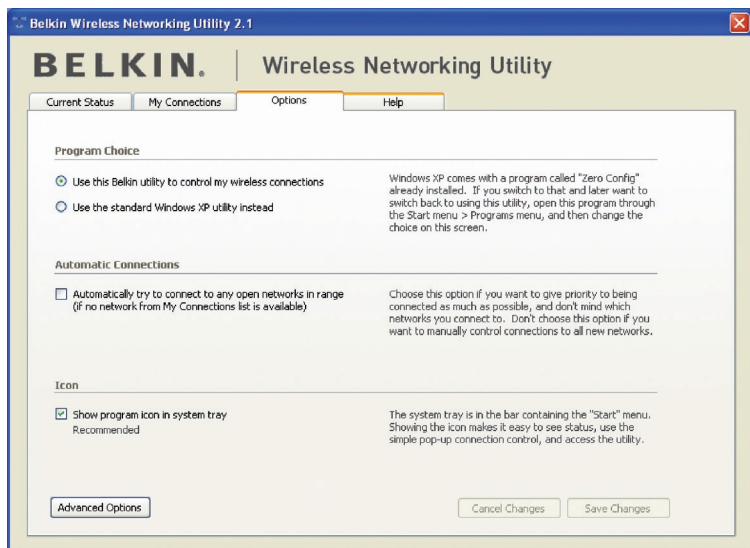 Belkin Wireless Networking Utility 2.1
BELKIN. | Wireless Networking Utility
Current Status My Connections Options Help
Program Choice
Use this Belkin utility to control my wireless connections
Use the standard Windows XP utility instead
Windows XP comes with a program called "Zero Config"
already installed. If you switch to that and later want to
switch back to using this utility, open this program through
the Start menu > Programs menu, and then change the
choice on this screen.
Automatic Connections
Automatically try to connect to any open networks in range
(if no network from My Connections list is available)
Choose this option if you want to give priority to being
connected as much as possible, and don't mind which
networks you connect to. Don't choose this option if you
want to manually control connections to all new networks.
Icon
Show program icon in system tray
Recommended
The system tray is in the bar containing the "Start" menu.
Showing the icon makes it easy to see status, use the
simple pop-up connection control, and access the utility.
Advanced Options Cancel Changes Save Changes